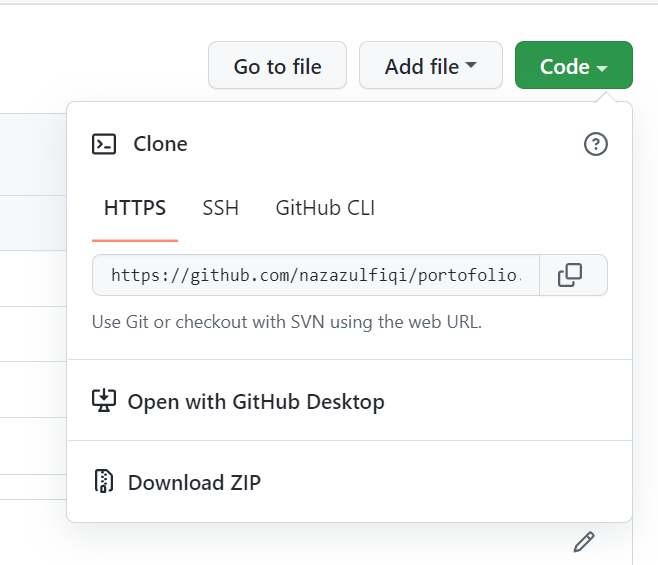 Go to file Add file Code
Clone
HTTPS SSH GitHub CLI
https://github.com/nazazulfiqi/portofolio.
Use Git or checkout with SVN using the web URL.
Open with GitHub Desktop
Download ZIP